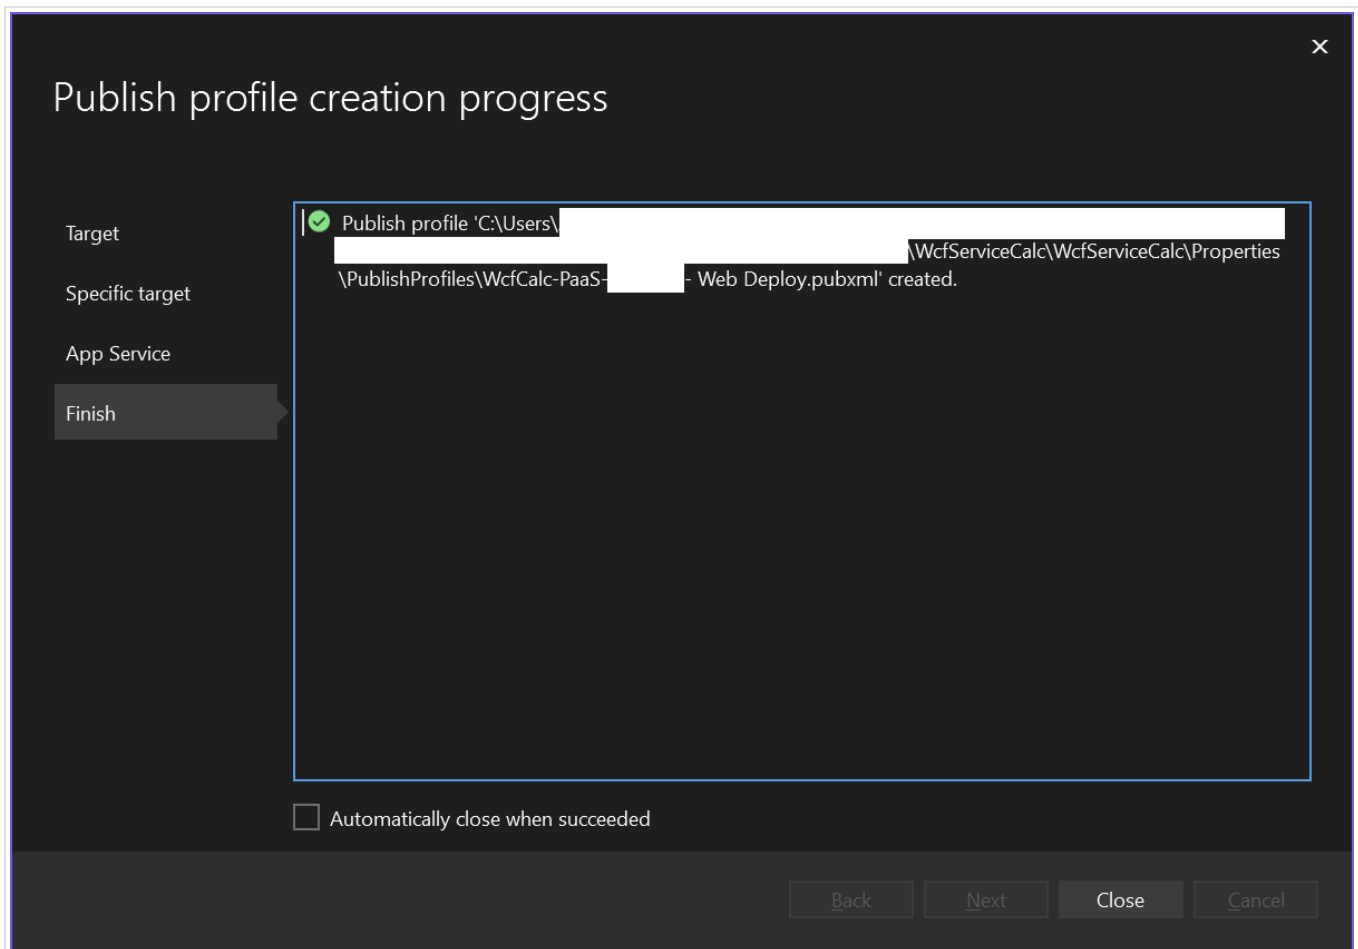 Publish profile creation progress
Target
Specific target
App Service
Finish
Publish profile 'C:\Users\
\WcfServiceCalc\WcfServiceCalc\Properties
\PublishProfiles\WcfCalc-PaaS- - Web Deploy.pubxml' created.
Automatically close when succeeded
Back
Next
Close
Cancel